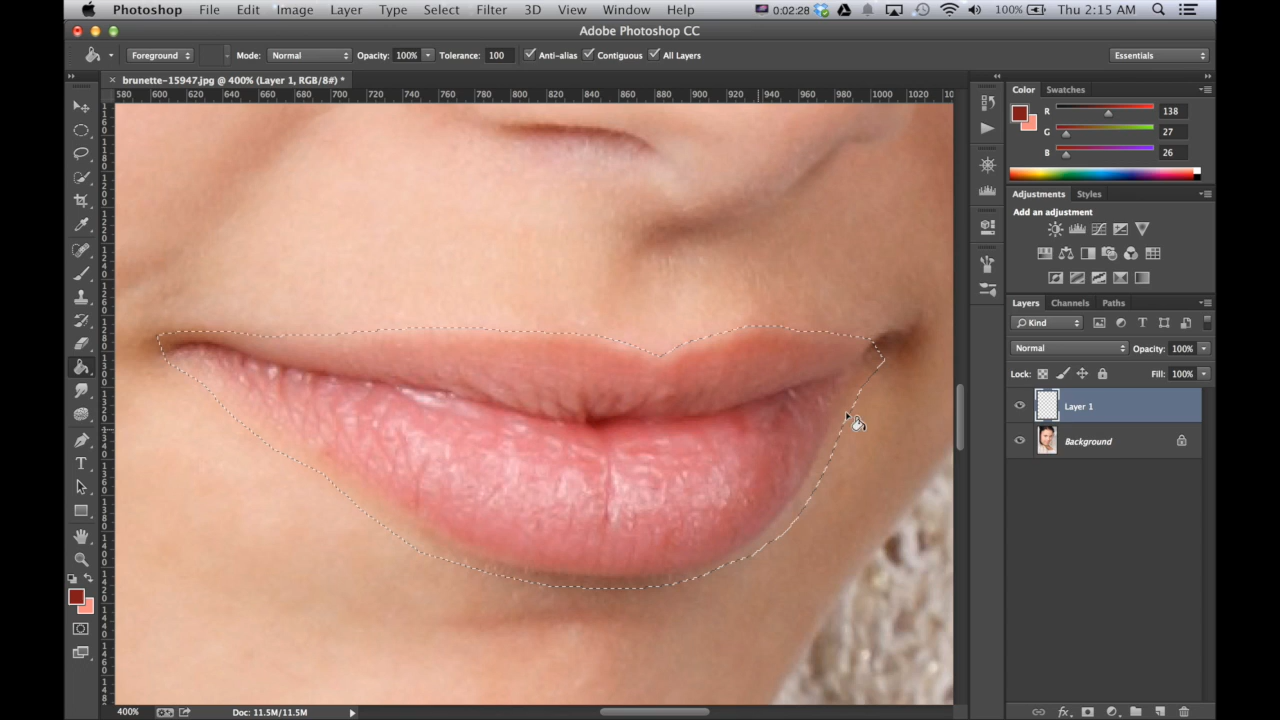 Photoshop File Edit Image Layer Type Select Filter 3D View Window Help 0:02:28 100% Thu 2:15 AM
Adobe Photoshop CC
Foreground Mode: Normal Opacity: 100% Tolerance: 100 Anti-alias Contiguous All Layers Essentials
× brunette-15947.jpg @ 400% (Layer 1, RGB/8#) *
580 600 620 640 660 680 700 720 740 760 780 800 820 840 860 880 900 920 940 960 980 1000 1020
Color Swatches
R 138
G 27
B 26
Adjustments Styles
Add an adjustment
Layers Channels Paths
Kind
Normal Opacity: 100%
Lock: Fill: 100%
Layer 1
Background
400% Doc: 11.5M/11.5M